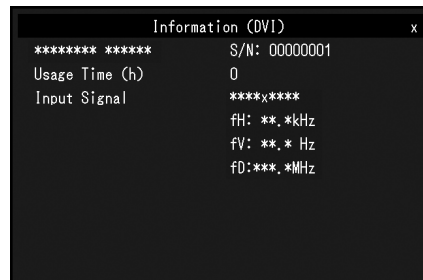 Information (DVI) x
******** ****** S/N: 00000001
Usage Time (h) 0
Input Signal ****x****
fH: **.*kHz
fV: **.* Hz
fD:***.*MHz